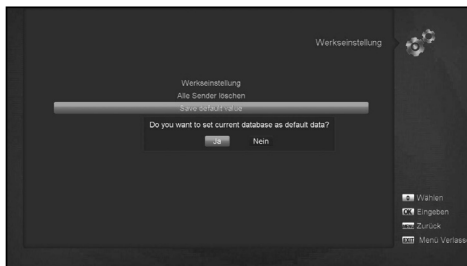 Werkseinstellung
Werkseinstellung
Alle Sender löschen
Save default value
Do you want to set current database as default data?
Ja Nein
Wählen
OK Eingeben
Zurück
EXIT Menü Verlass